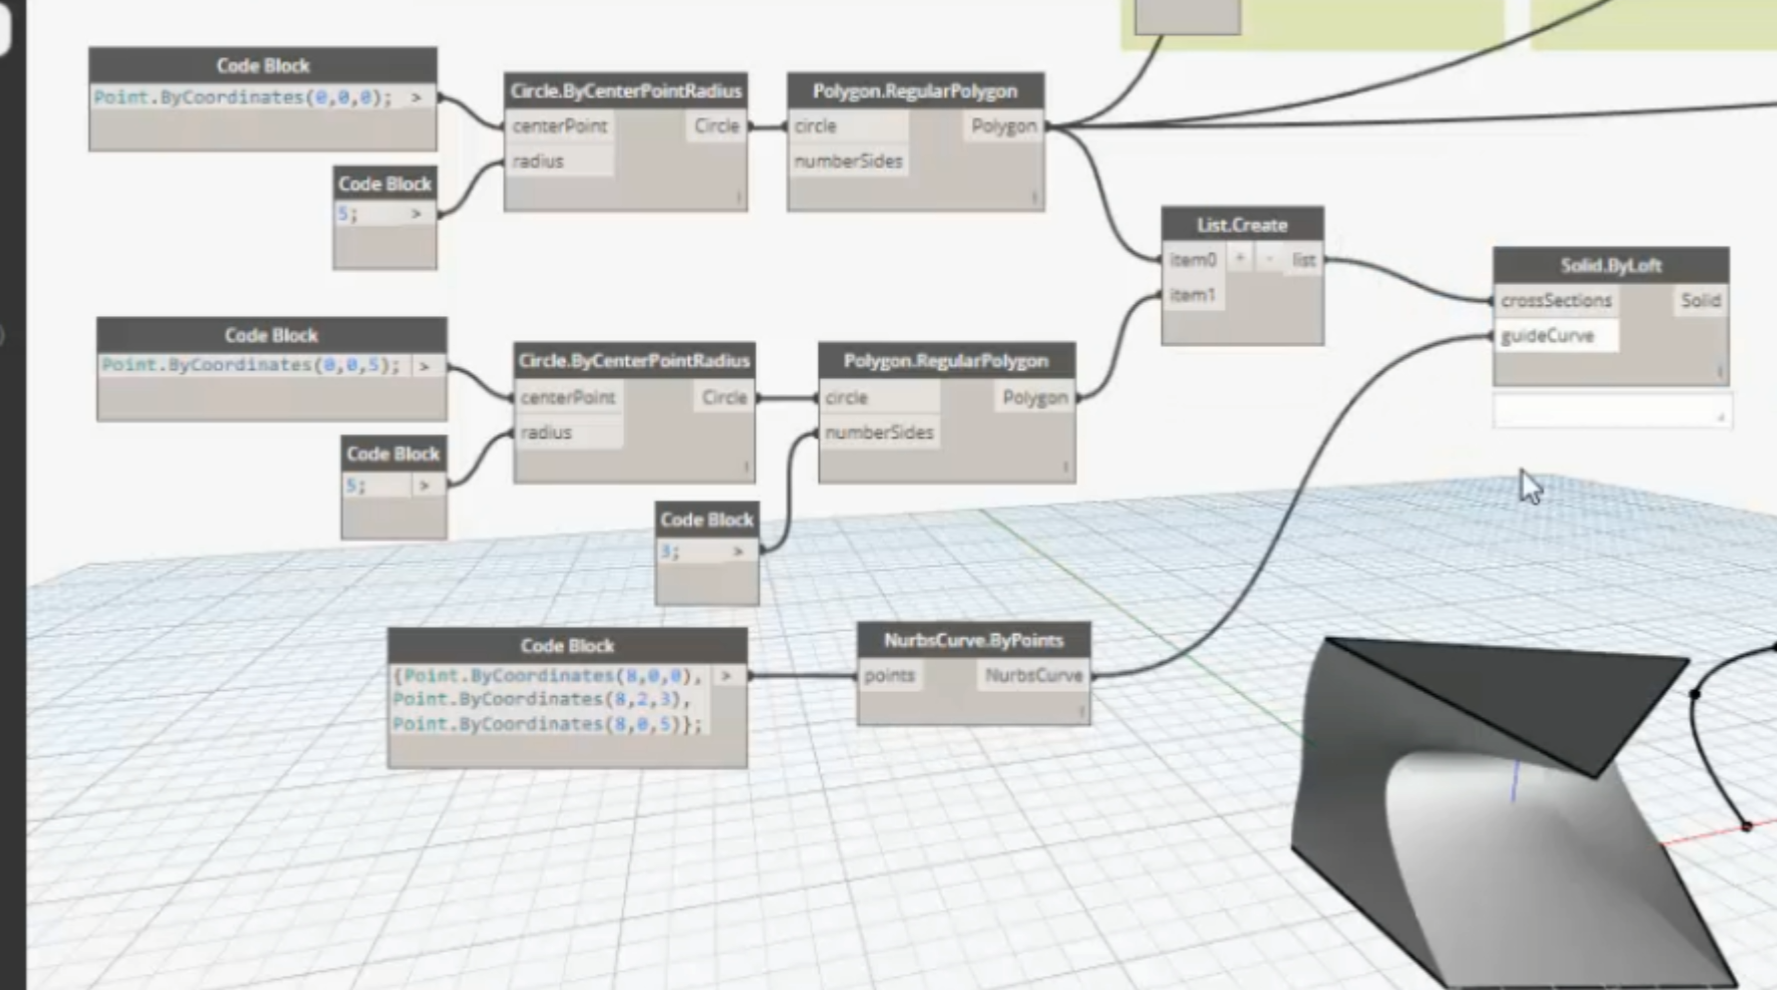 Code Block
Point.ByCoordinates(0,0,0); >
Code Block
5; >
Circle.ByCenterPointRadius
centerPoint Circle
radius
Polygon.RegularPolygon
circle Polygon
numberSides
List.Create
item0 + - list
item1
Solid.ByLoft
crossSections Solid
guideCurve
Code Block
Point.ByCoordinates(0,0,5); >
Code Block
5; >
Circle.ByCenterPointRadius
centerPoint Circle
radius
Polygon.RegularPolygon
circle Polygon
numberSides
Code Block
3; >
Code Block
{Point.ByCoordinates(8,0,0), >
Point.ByCoordinates(8,2,3),
Point.ByCoordinates(8,0,5)};
NurbsCurve.ByPoints
points NurbsCurve